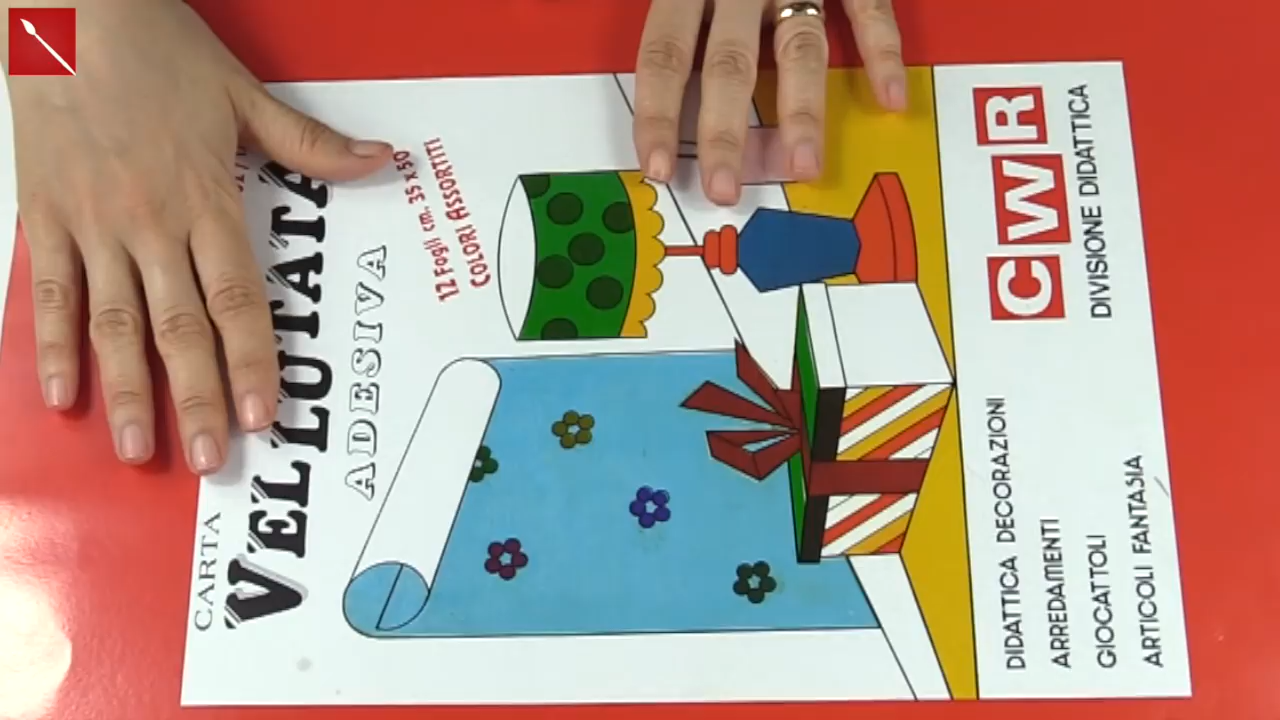 CARTA
VELLUTATA
ADESIVA
12 Fogli cm. 35 x 50
COLORI ASSORTITI
CWR
DIVISIONE DIDATTICA
DIDATTICA DECORAZIONI
ARREDAMENTI
GIOCATTOLI
ARTICOLI FANTASIA